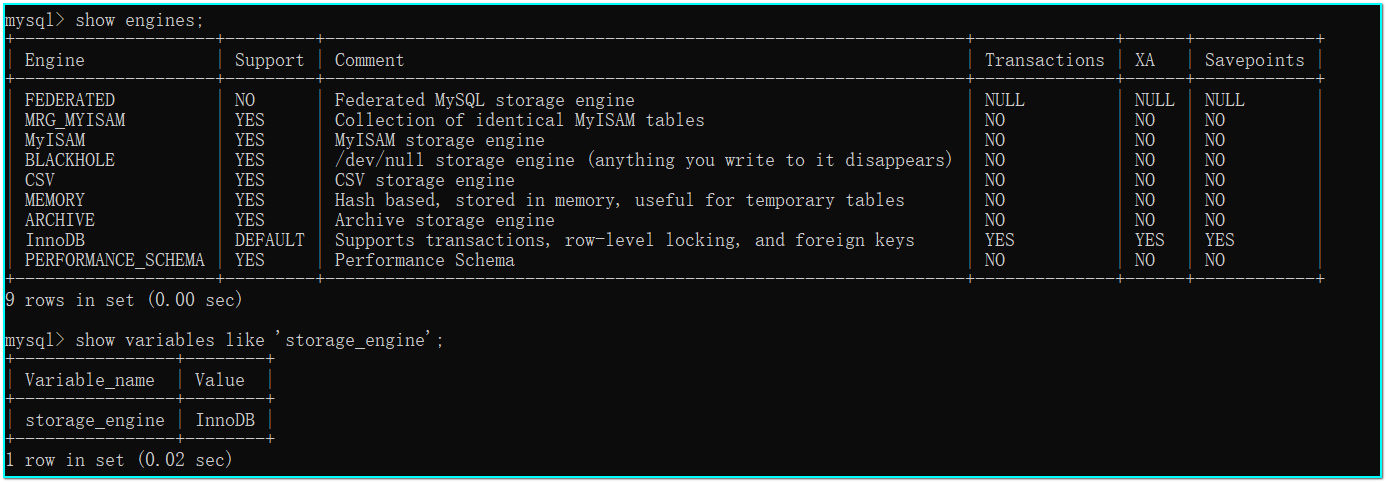 mysql> show engines;
+--------------------+---------+----------------------------------------------------------------+--------------+------+------------+
| Engine             | Support | Comment                                                        | Transactions | XA   | Savepoints |
+--------------------+---------+----------------------------------------------------------------+--------------+------+------------+
| FEDERATED          | NO      | Federated MySQL storage engine                                 | NULL         | NULL | NULL       |
| MRG_MYISAM         | YES     | Collection of identical MyISAM tables                          | NO           | NO   | NO         |
| MyISAM             | YES     | MyISAM storage engine                                          | NO           | NO   | NO         |
| BLACKHOLE          | YES     | /dev/null storage engine (anything you write to it disappears) | NO           | NO   | NO         |
| CSV                | YES     | CSV storage engine                                             | NO           | NO   | NO         |
| MEMORY             | YES     | Hash based, stored in memory, useful for temporary tables      | NO           | NO   | NO         |
| ARCHIVE            | YES     | Archive storage engine                                         | NO           | NO   | NO         |
| InnoDB             | DEFAULT | Supports transactions, row-level locking, and foreign keys     | YES          | YES  | YES        |
| PERFORMANCE_SCHEMA | YES     | Performance Schema                                             | NO           | NO   | NO         |
+--------------------+---------+----------------------------------------------------------------+--------------+------+------------+
9 rows in set (0.00 sec)

mysql> show variables like 'storage_engine';
+----------------+--------+
| Variable_name  | Value  |
+----------------+--------+
| storage_engine | InnoDB |
+----------------+--------+
1 row in set (0.02 sec)